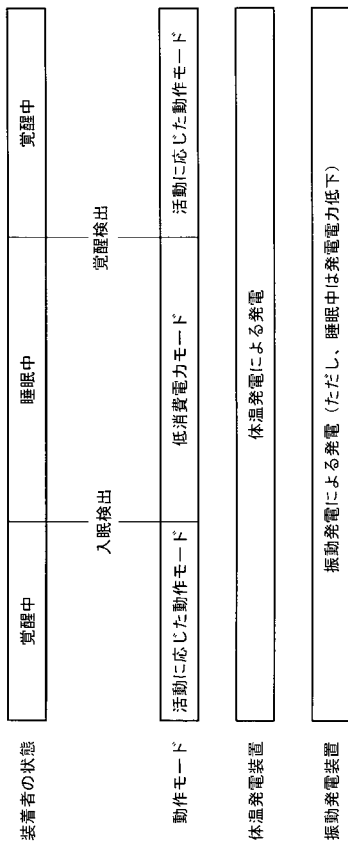 装着者の状態
覚醒中
睡眠中
覚醒中
入眠検出
覚醒検出
動作モード
活動に応じた動作モード
低消費電力モード
活動に応じた動作モード
体温発電装置
体温発電による発電
振動発電装置
振動発電による発電（ただし、睡眠中は発電電力低下）